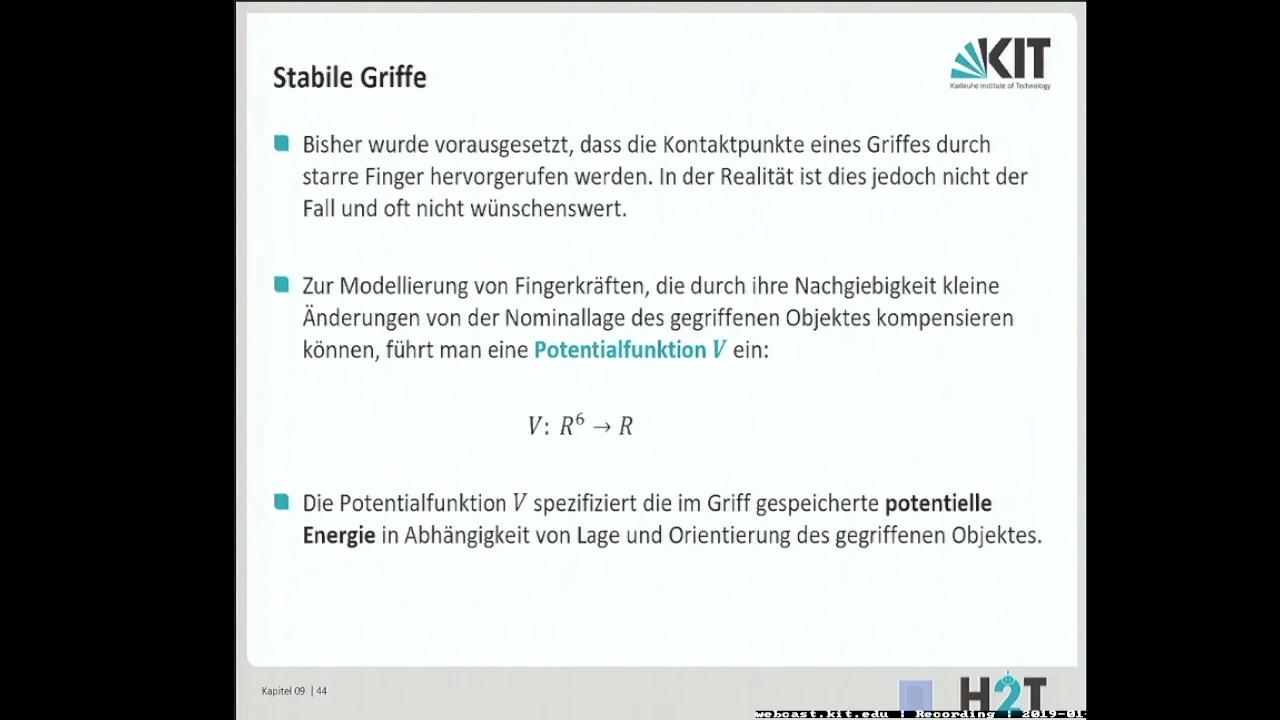 KIT
Karlsruhe Institute of Technology
Stabile Griffe
Bisher wurde vorausgesetzt, dass die Kontaktpunkte eines Griffes durch
starre Finger hervorgerufen werden. In der Realität ist dies jedoch nicht der
Fall und oft nicht wünschenswert.
Zur Modellierung von Fingerkräften, die durch ihre Nachgiebigkeit kleine
Änderungen von der Nominallage des gegriffenen Objektes kompensieren
können, führt man eine Potentialfunktion V ein:
V: R⁶ → R
Die Potentialfunktion V spezifiziert die im Griff gespeicherte potentielle
Energie in Abhängigkeit von Lage und Orientierung des gegriffenen Objektes.
Kapitel 09 | 44
H2T
webcast.kit.edu | Recording | 2019-01